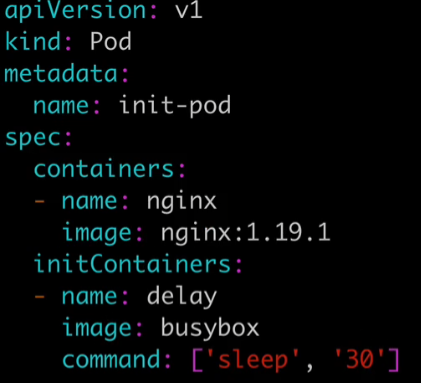 apiVersion: v1
kind: Pod
metadata:
  name: init-pod
spec:
  containers:
  - name: nginx
    image: nginx:1.19.1
  initContainers:
  - name: delay
    image: busybox
    command: ['sleep', '30']